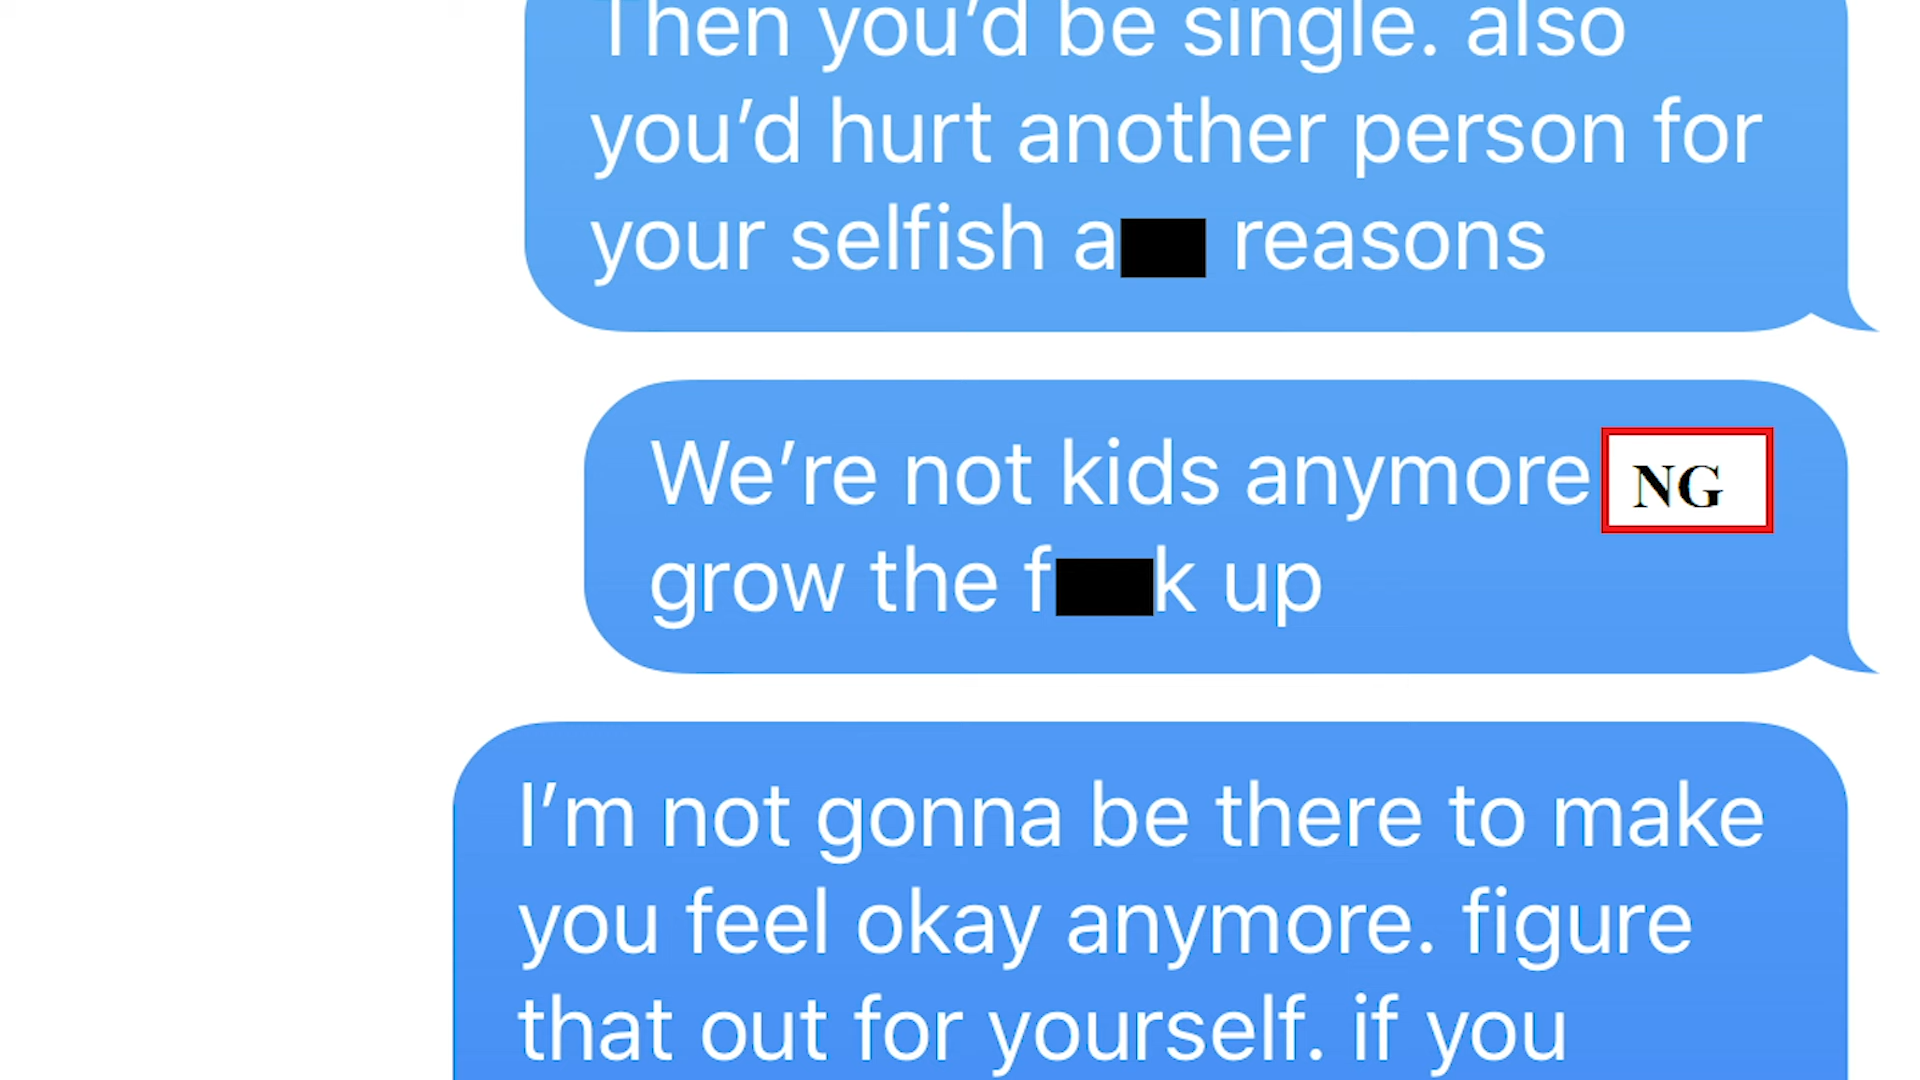 Then you'd be single. also
you'd hurt another person for
your selfish a reasons
We're not kids anymore NG
grow the f k up
I'm not gonna be there to make
you feel okay anymore. figure
that out for yourself. if you